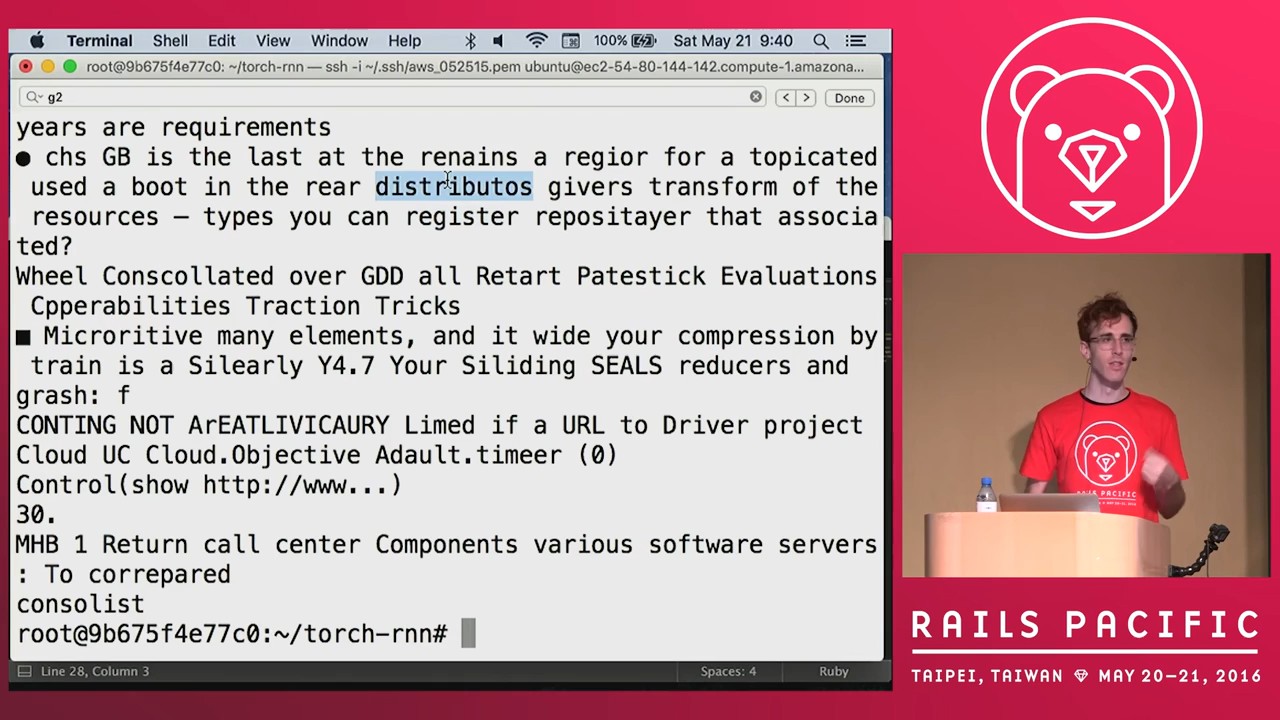 Terminal Shell Edit View Window Help 100% Sat May 21 9:40
root@9b675f4e77c0: ~/torch-rnn — ssh -i ~/.ssh/aws_052515.pem ubuntu@ec2-54-80-144-142.compute-1.amazona...
g2 Done
years are requirements
● chs GB is the last at the renains a regior for a topicated
used a boot in the rear distributos givers transform of the
resources – types you can register repositayer that associa
ted?
Wheel Conscollated over GDD all Retart Patestick Evaluations
Cpperabilities Traction Tricks
■ Microritive many elements, and it wide your compression by
train is a Silearly Y4.7 Your Siliding SEALS reducers and
grash: f
CONTING NOT ArEATLIVICAURY Limed if a URL to Driver project
Cloud UC Cloud.Objective Adault.timeer (0)
Control(show http://www...)
30.
MHB 1 Return call center Components various software servers
: To correpared
consolist
root@9b675f4e77c0:~/torch-rnn#
Line 28, Column 3 Spaces: 4 Ruby
RAILS PACIFIC
RAILS PACIFIC
TAIPEI, TAIWAN MAY 20–21, 2016